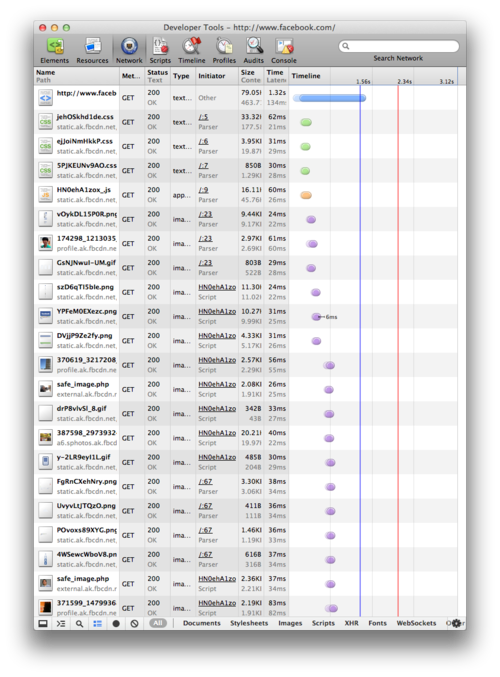 Developer Tools – http://www.facebook.com/
Elements Resources Network Scripts Timeline Profiles Audits Console Search Network
Name Path Met... Status Text Type Initiator Size Conte Time Latency Timeline 1.56s 2.34s 3.12s
http://www.faceb GET 200 OK text... Other 79.05K 463.7 1.32s 134ms
jehOSkhd1de.css static.ak.fbcdn.net, GET 200 OK text... /:5 Parser 33.32K 177.5 62ms 21ms
ejJoiNmHkkP.css static.ak.fbcdn.net, GET 200 OK text... /:6 Parser 3.95KI 19.87 31ms 29ms
5PJKEUNv9AO.css static.ak.fbcdn.net, GET 200 OK text... /:7 Parser 850B 1.29KI 30ms 28ms
HN0ehA1zox_.js static.ak.fbcdn.net, GET 200 OK app... /:9 Parser 16.11 45.76 60ms 26ms
vOykDL15P0R.png static.ak.fbcdn.net, GET 200 OK ima... /:23 Parser 9.44KI 9.17KI 24ms 22ms
174298_1213035, profile.ak.fbcdn.ne GET 200 OK ima... /:23 Parser 2.97KI 2.69KI 61ms 60ms
GsNJNwuI-UM.gif static.ak.fbcdn.net, GET 200 OK ima... /:23 Parser 803B 522B 29ms 28ms
szD6qTI5ble.png static.ak.fbcdn.net, GET 200 OK ima... HN0ehA1zo Script 11.30 11.02 24ms 22ms
YPFeM0EXezc.png static.ak.fbcdn.net, GET 200 OK ima... HN0ehA1zo Script 10.27 9.99KI 31ms 25ms 6ms
DVjjP9Ze2fy.png static.ak.fbcdn.net, GET 200 OK ima... HN0ehA1zo Script 4.33KI 5.17KI 31ms 26ms
370619_3217208, profile.ak.fbcdn.ne GET 200 OK ima... HN0ehA1zo Script 2.57KI 2.29KI 56ms 55ms
safe_image.php external.ak.fbcdn.n GET 200 OK ima... HN0ehA1zo Script 2.08KI 1.91KI 26ms 25ms
drP8vlvSl_8.gif static.ak.fbcdn.net, GET 200 OK ima... HN0ehA1zo Script 342B 43B 33ms 27ms
388298_2973932 a6.sphotos.ak.fbcd GET 200 OK ima... HN0ehA1zo Script 20.21 19.97 40ms 22ms
y-2LR9eyI1L.gif static.ak.fbcdn.net, GET 200 OK ima... HN0ehA1zo Script 485B 204B 30ms 29ms
FgRnCXehNry.png static.ak.fbcdn.net, GET 200 OK ima... /:67 Parser 3.30KI 3.06KI 38ms 34ms
UvyvLtJTQzO.png static.ak.fbcdn.net, GET 200 OK ima... /:67 Parser 411B 111B 36ms 34ms
POvoxs89XYG.png static.ak.fbcdn.net, GET 200 OK ima... /:67 Parser 1.46KI 1.19KI 36ms 33ms
4WSewcWboV8.pn static.ak.fbcdn.net, GET 200 OK ima... /:67 Parser 616B 316B 37ms 34ms
safe_image.php external.ak.fbcdn.n GET 200 OK ima... HN0ehA1zo Script 2.36KI 2.21KI 37ms 34ms
371599_1479936 profile.ak.fbcdn.ne GET 200 OK ima... HN0ehA1zo Script 2.19KI 1.91KI 83ms 82ms
All Documents Stylesheets Images Scripts XHR Fonts WebSockets